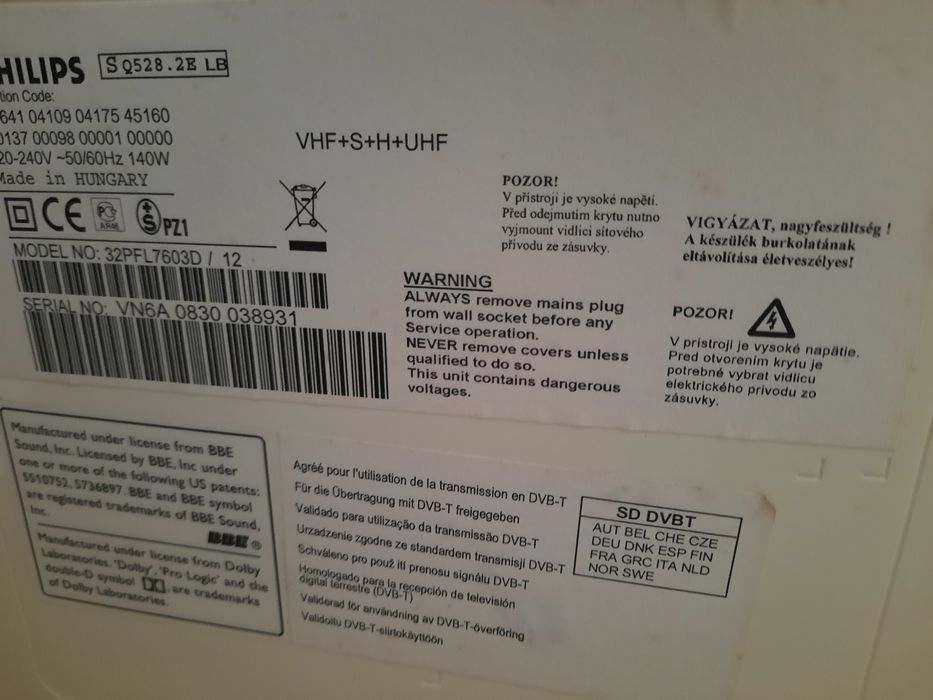 HILIPS SQ528.2E LB
tion Code:
641 04109 04175 45160
0137 00098 00001 00000
20-240V ~50/60Hz 140W
Made in HUNGARY
CE PZ1
MODEL NO: 32PFL7603D / 12
SERIAL NO: VN6A 0830 038931
VHF+S+H+UHF
POZOR!
V přístroji je vysoké napětí.
Před odejmutím krytu nutno
vyjmout vidlici síťového
přívodu ze zásuvky.
VIGYÁZAT, nagyfeszültség !
A készülék burkolatának
eltávolítása életveszélyes!
WARNING
ALWAYS remove mains plug
from wall socket before any
Service operation.
NEVER remove covers unless
qualified to do so.
This unit contains dangerous
voltages.
POZOR!
V prístroji je vysoké napätie.
Pred otvorením krytu je
potrebné vybrat vidlicu
elektrického prívodu zo
zásuvky.
Manufactured under license from BBE
Sound, Inc. Licensed by BBE, Inc under
one or more of the following US patents:
5510752, 5736897. BBE and BBE symbol
are registered trademarks of BBE Sound,
Inc.
BBE ®
Manufactured under license from Dolby
Laboratories. 'Dolby', 'Pro Logic' and the
double-D symbol are trademarks
of Dolby Laboratories.
Agréé pour l'utilisation de la transmission en DVB-T
Für die Übertragung mit DVB-T freigegeben
Validado para utilização da transmissão DVB-T
Urzadzenie zgodne ze standardem transmisji DVB-T
Schváleno pro použ ití prenosu signálu DVB-T
Homologado para la recepción de televisión
digital terrestre (DVB-T)
Validerad för användning av DVB-T-överföring
Validoitu DVB-T-siirtokäyttöön
SD DVBT
AUT BEL CHE CZE
DEU DNK ESP FIN
FRA GRC ITA NLD
NOR SWE